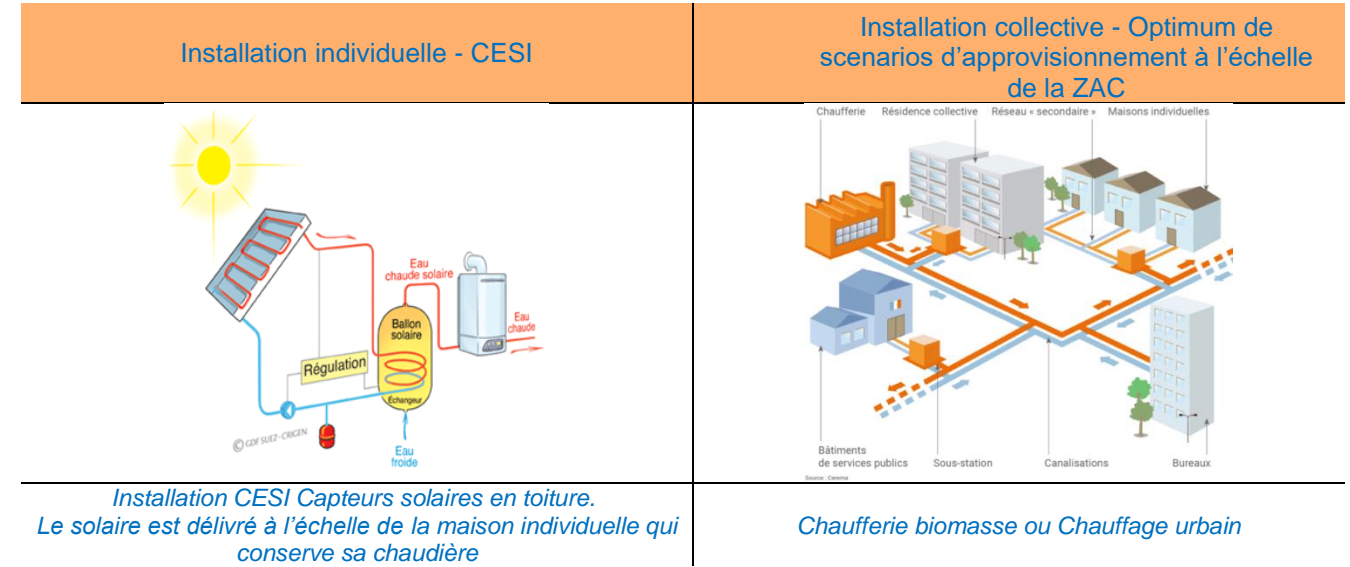 Installation individuelle - CESI
Installation collective - Optimum de
scenarios d’approvisionnement à l’échelle
de la ZAC
Eau
chaude solaire
Ballon
solaire
Eau
chaude
Régulation
Échangeur
© GDF SUEZ - CRIGEN
Eau
froide
Chaufferie
Résidence collective
Réseau « secondaire »
Maisons individuelles
Bâtiments
de services publics
Sous-station
Canalisations
Bureaux
Source : Cerema
Installation CESI Capteurs solaires en toiture.
Le solaire est délivré à l’échelle de la maison individuelle qui
conserve sa chaudière
Chaufferie biomasse ou Chauffage urbain